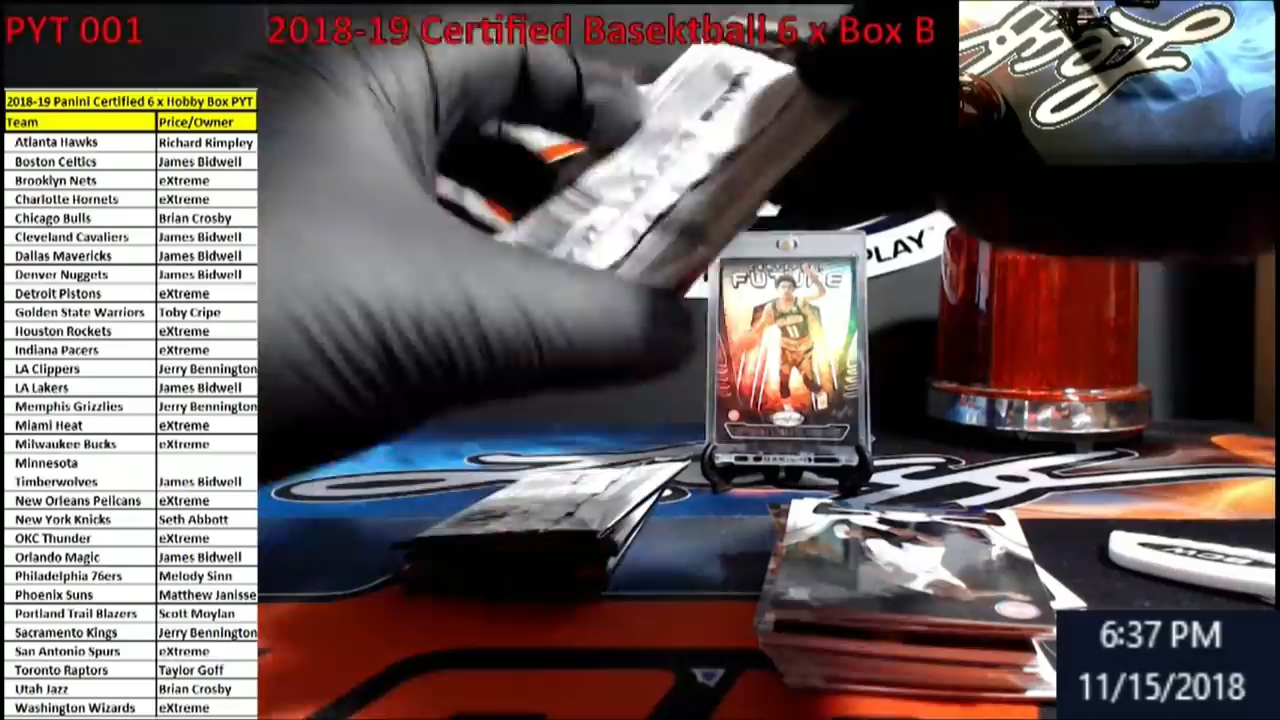 PYT 001
2018-19 Certified Basektball 6 x Box B
2018-19 Panini Certified 6 x Hobby Box PYT
Team Price/Owner
Atlanta Hawks Richard Rimpley
Boston Celtics James Bidwell
Brooklyn Nets eXtreme
Charlotte Hornets eXtreme
Chicago Bulls Brian Crosby
Cleveland Cavaliers James Bidwell
Dallas Mavericks James Bidwell
Denver Nuggets James Bidwell
Detroit Pistons eXtreme
Golden State Warriors Toby Cripe
Houston Rockets eXtreme
Indiana Pacers eXtreme
LA Clippers Jerry Bennington
LA Lakers James Bidwell
Memphis Grizzlies Jerry Bennington
Miami Heat eXtreme
Milwaukee Bucks eXtreme
Minnesota
Timberwolves James Bidwell
New Orleans Pelicans eXtreme
New York Knicks Seth Abbott
OKC Thunder eXtreme
Orlando Magic James Bidwell
Philadelphia 76ers Melody Sinn
Phoenix Suns Matthew Janisse
Portland Trail Blazers Scott Moylan
Sacramento Kings Jerry Bennington
San Antonio Spurs eXtreme
Toronto Raptors Taylor Goff
Utah Jazz Brian Crosby
Washington Wizards eXtreme
PLAY™
FUTURE
11
6:37 PM
11/15/2018